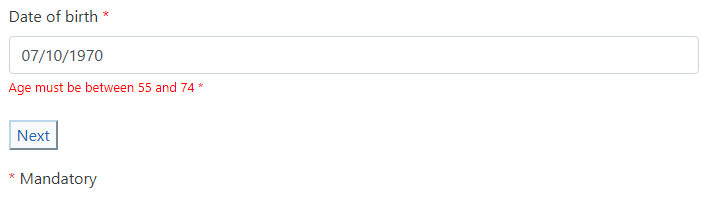 Date of birth *
07/10/1970
Age must be between 55 and 74 *
Next
* Mandatory